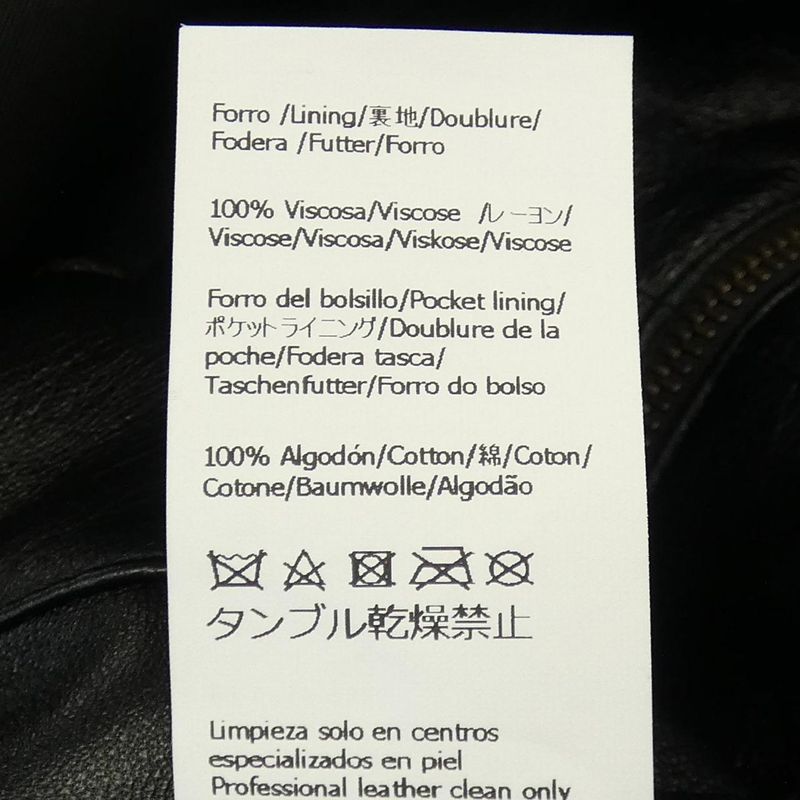 Forro /Lining/裏地/Doublure/
Fodera /Futter/Forro
100% Viscosa/Viscose /レーヨン/
Viscose/Viscosa/Viskose/Viscose
Forro del bolsillo/Pocket lining/
ポケットライニング/Doublure de la
poche/Fodera tasca/
Taschenfutter/Forro do bolso
100% Algodón/Cotton/綿/Coton/
Cotone/Baumwolle/Algodão
タンブル乾燥禁止
Limpieza solo en centros
especializados en piel
Professional leather clean only